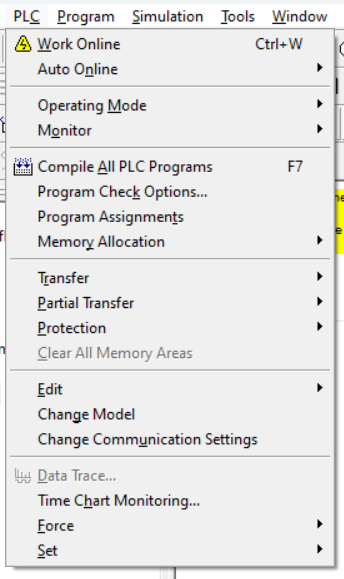 PLC Program Simulation Tools Window
Work Online Ctrl+W
Auto Online
Operating Mode
Monitor
Compile All PLC Programs F7
Program Check Options...
Program Assignments
Memory Allocation
Transfer
Partial Transfer
Protection
Clear All Memory Areas
Edit
Change Model
Change Communication Settings
Data Trace...
Time Chart Monitoring...
Force
Set